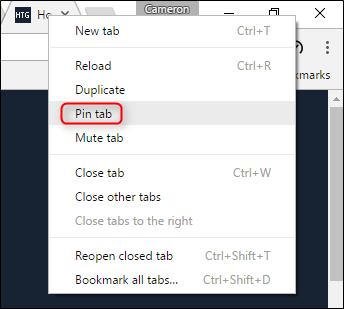 HTG Ho
Cameron
New tab Ctrl+T
Reload Ctrl+R
Duplicate
Pin tab
Mute tab
Close tab Ctrl+W
Close other tabs
Close tabs to the right
Reopen closed tab Ctrl+Shift+T
Bookmark all tabs... Ctrl+Shift+D
kmarks